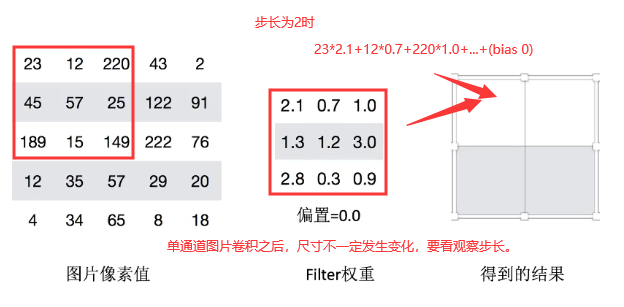 步长为2时
23*2.1+12*0.7+220*1.0+...+(bias 0)
23 12 220 43 2
45 57 25 122 91
189 15 149 222 76
12 35 57 29 20
4 34 65 8 18
2.1 0.7 1.0
1.3 1.2 3.0
2.8 0.3 0.9
偏置=0.0
单通道图片卷积之后，尺寸不一定发生变化，要看观察步长。
图片像素值
Filter权重
得到的结果